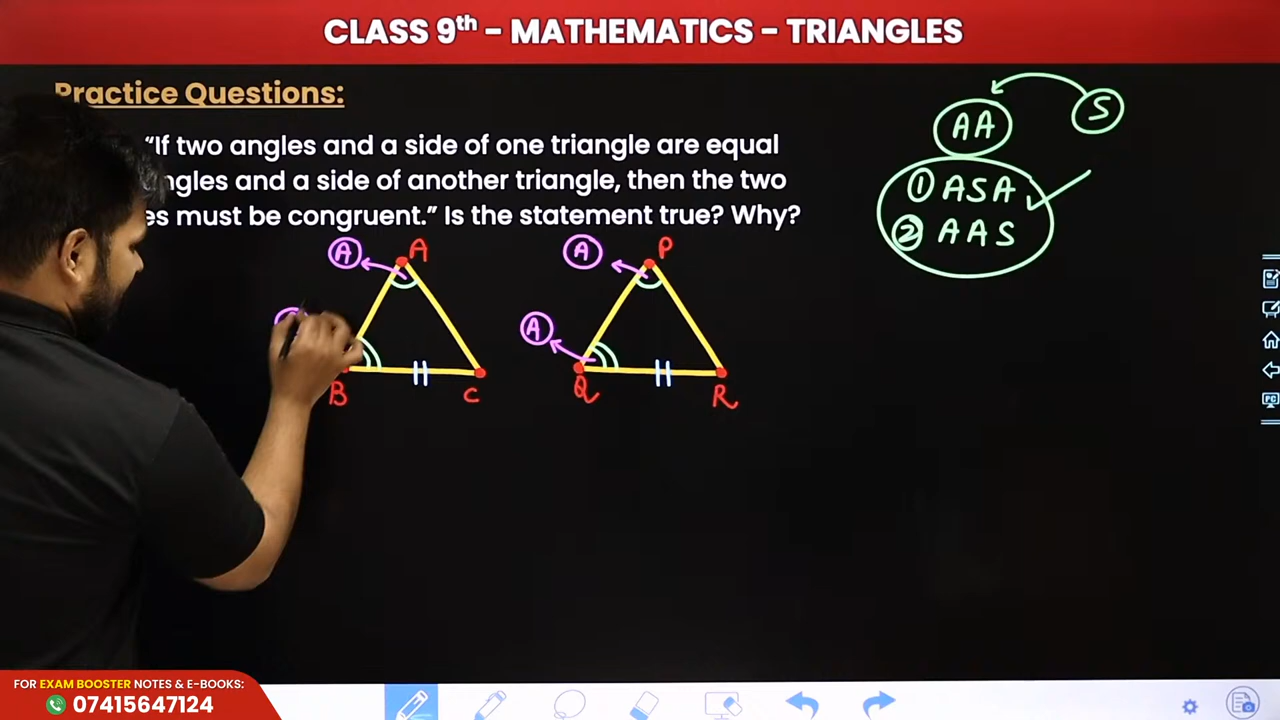 CLASS 9th - MATHEMATICS - TRIANGLES
Practice Questions:
"If two angles and a side of one triangle are equal
and a side of another triangle, then the two
must be congruent." Is the statement true? Why?
AA S
① ASA
② AAS
A A A P
A
B C Q R
PC
FOR EXAM BOOSTER NOTES & E-BOOKS:
07415647124